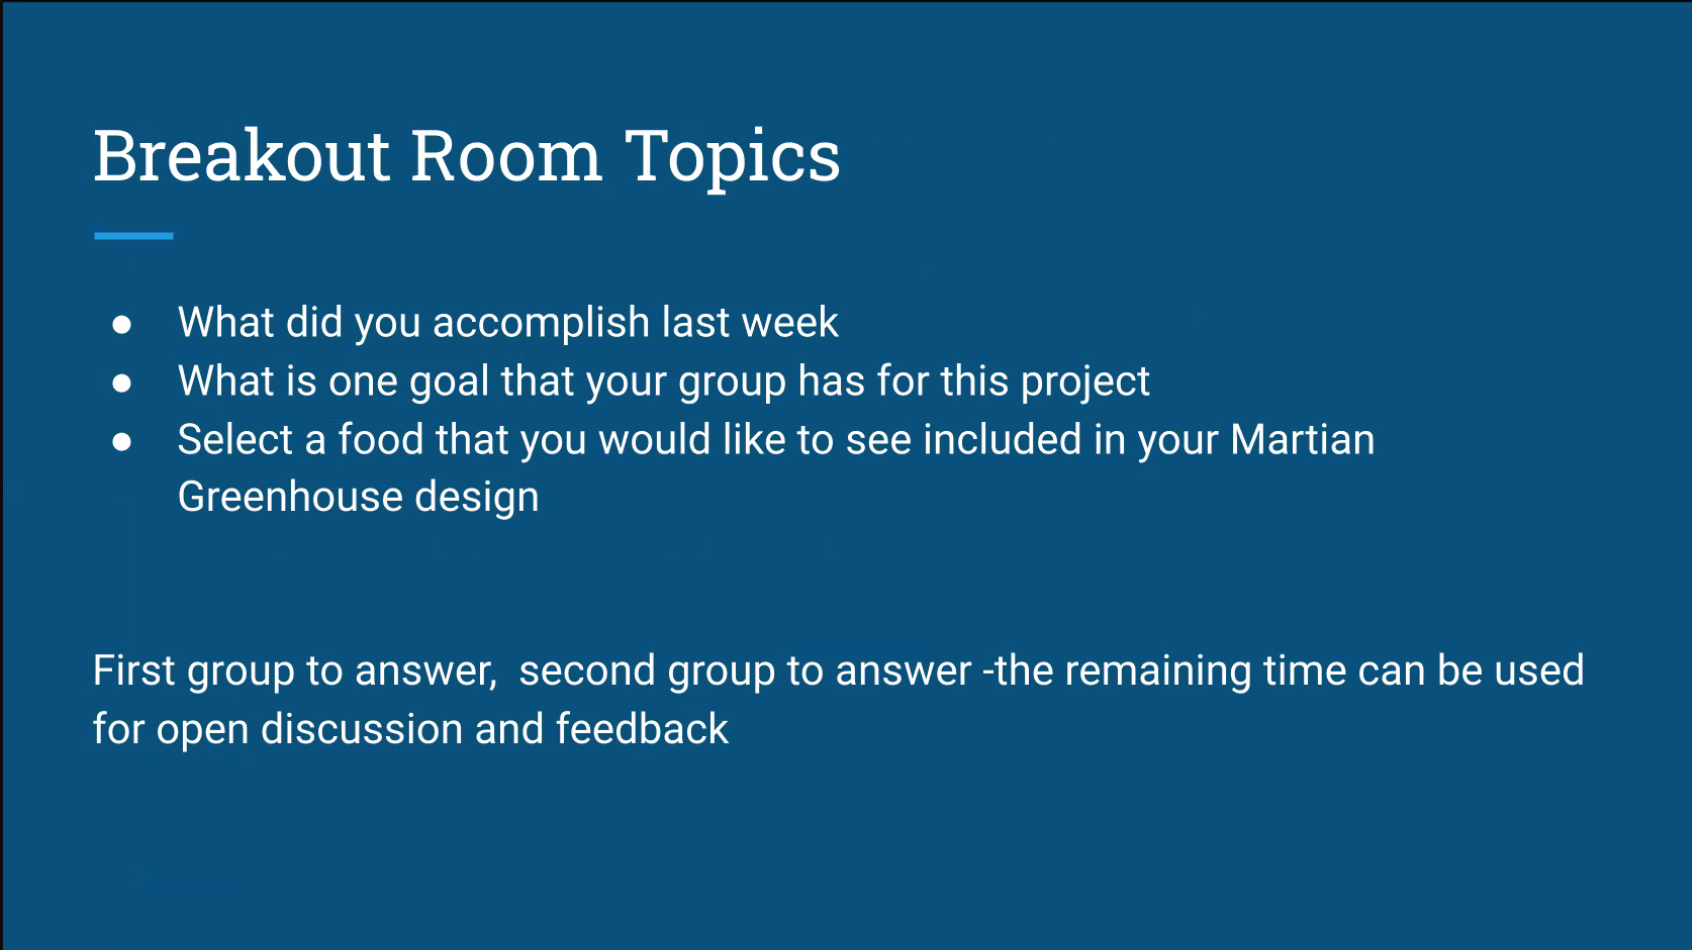 Breakout Room Topics
● What did you accomplish last week
● What is one goal that your group has for this project
● Select a food that you would like to see included in your Martian
Greenhouse design
First group to answer,  second group to answer -the remaining time can be used
for open discussion and feedback